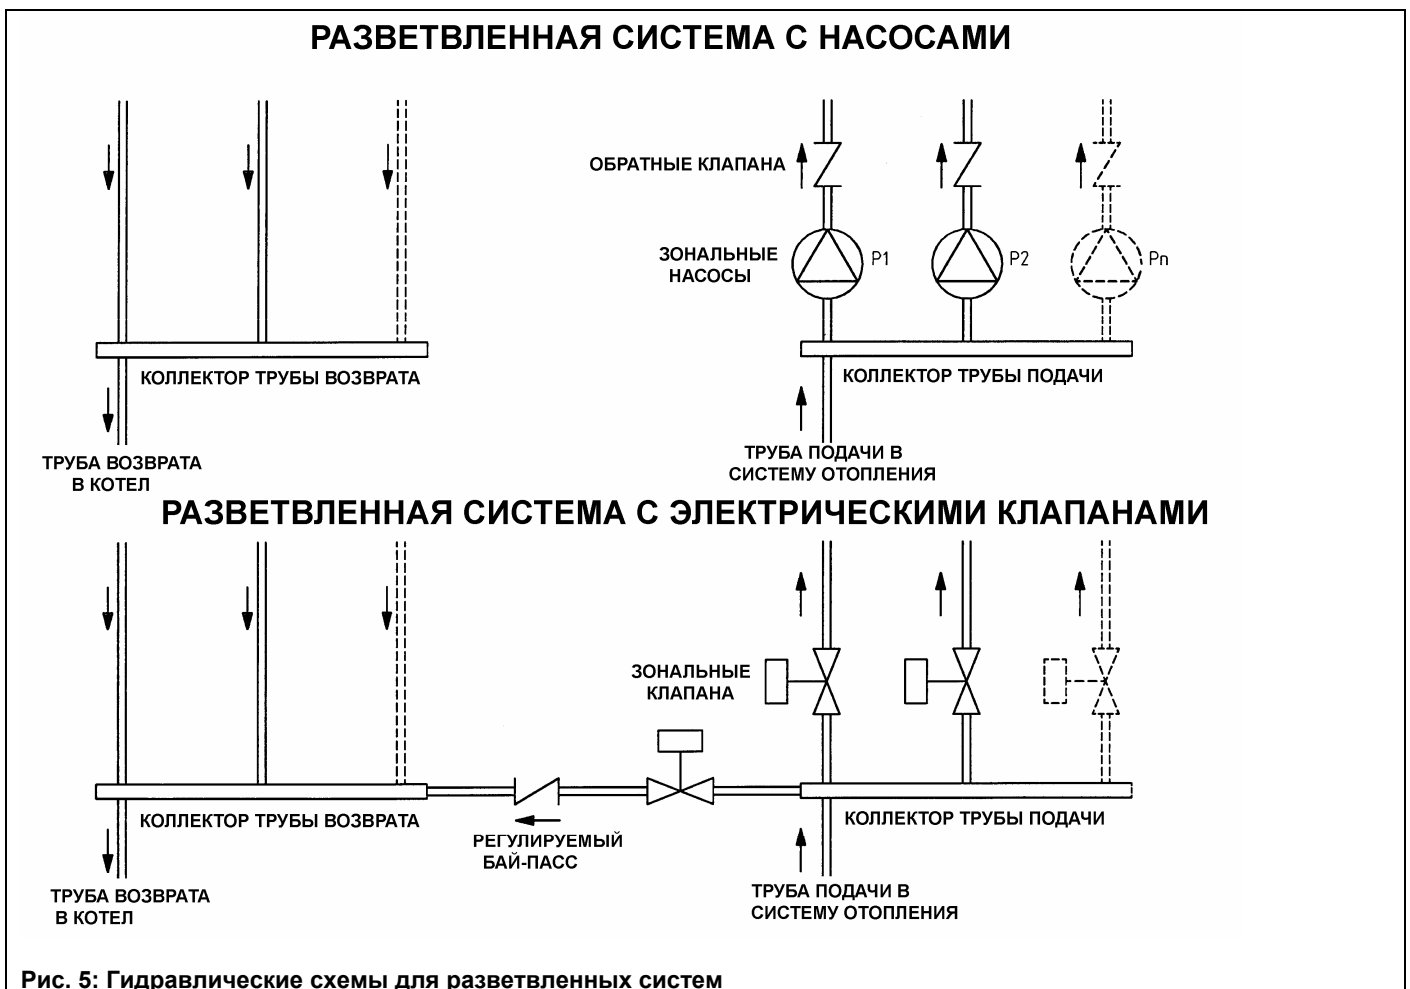 РАЗВЕТВЛЕННАЯ СИСТЕМА С НАСОСАМИ
ОБРАТНЫЕ КЛАПАНА
ЗОНАЛЬНЫЕ
НАСОСЫ
P1
P2
Pn
КОЛЛЕКТОР ТРУБЫ ВОЗВРАТА
КОЛЛЕКТОР ТРУБЫ ПОДАЧИ
ТРУБА ВОЗВРАТА
В КОТЕЛ
ТРУБА ПОДАЧИ В
СИСТЕМУ ОТОПЛЕНИЯ
РАЗВЕТВЛЕННАЯ СИСТЕМА С ЭЛЕКТРИЧЕСКИМИ КЛАПАНАМИ
ЗОНАЛЬНЫЕ
КЛАПАНА
КОЛЛЕКТОР ТРУБЫ ВОЗВРАТА
РЕГУЛИРУЕМЫЙ
БАЙ-ПАСС
КОЛЛЕКТОР ТРУБЫ ПОДАЧИ
ТРУБА ВОЗВРАТА
В КОТЕЛ
ТРУБА ПОДАЧИ В
СИСТЕМУ ОТОПЛЕНИЯ
Рис. 5: Гидравлические схемы для разветвленных систем